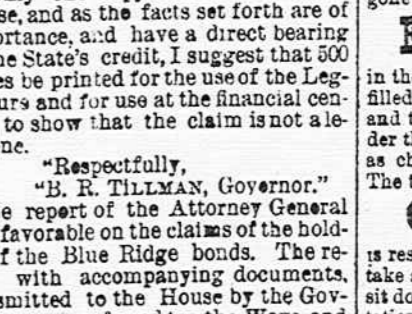 se, and as the facts set forth are of
ortance, and have a direct bearing
e State's credit, I suggest that 500
es be printed for the use of the Leg-
urs and for use at the financial cen-
to show that the claim is not a le-
ne.
"Respectfully,
"B. R. TILLMAN, Governor."
e report of the Attorney General
favorable on the claims of the hold-
f the Blue Ridge bonds. The re-
with accompanying documents,
smitted to the House by the Gov-
in th
filled
and t
der th
as ch
The f
is res
take a
sit do